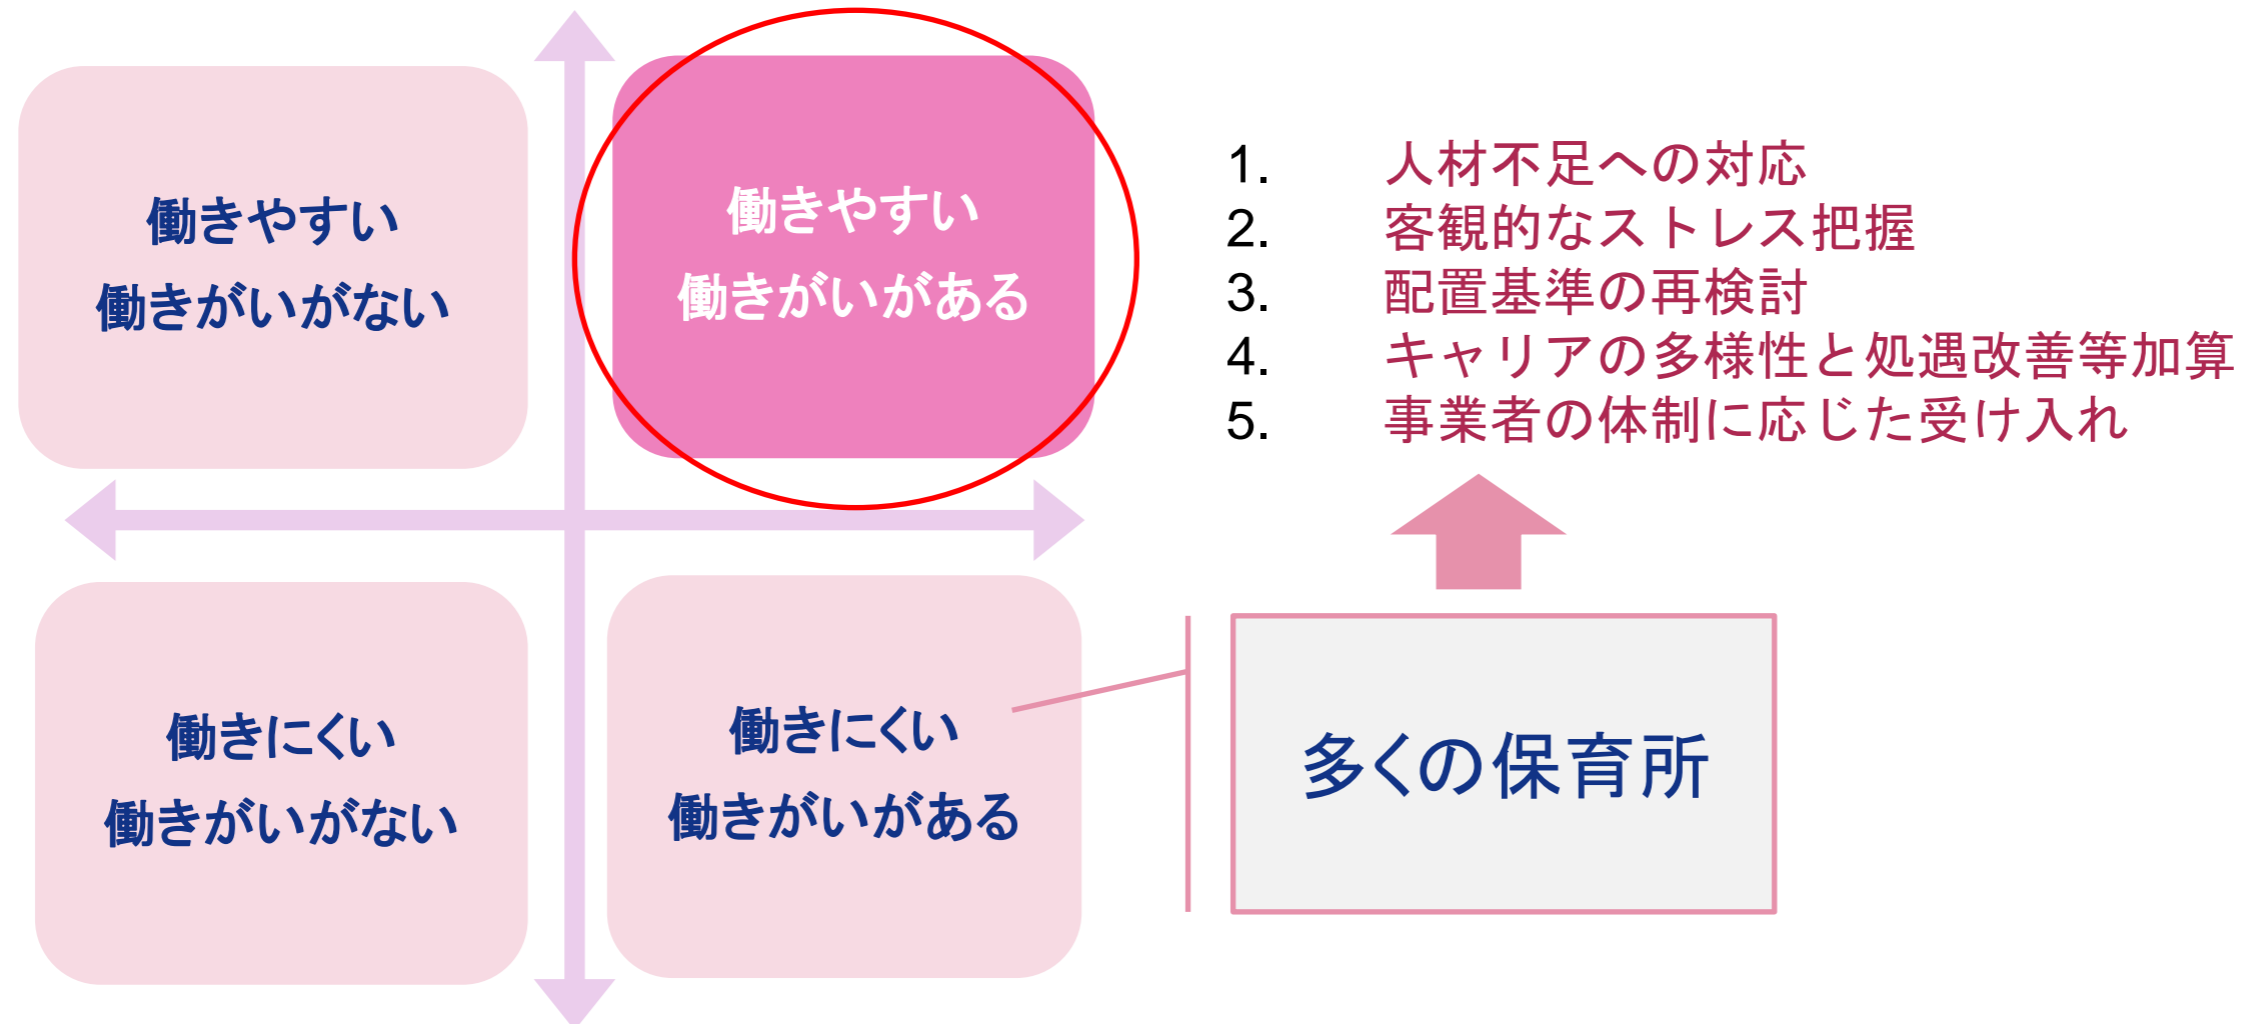 働きやすい
働きがいがない
働きやすい
働きがいがある
1. 人材不足への対応
2. 客観的なストレス把握
3. 配置基準の再検討
4. キャリアの多様性と処遇改善等加算
5. 事業者の体制に応じた受け入れ
働きにくい
働きがいがない
働きにくい
働きがいがある
多くの保育所